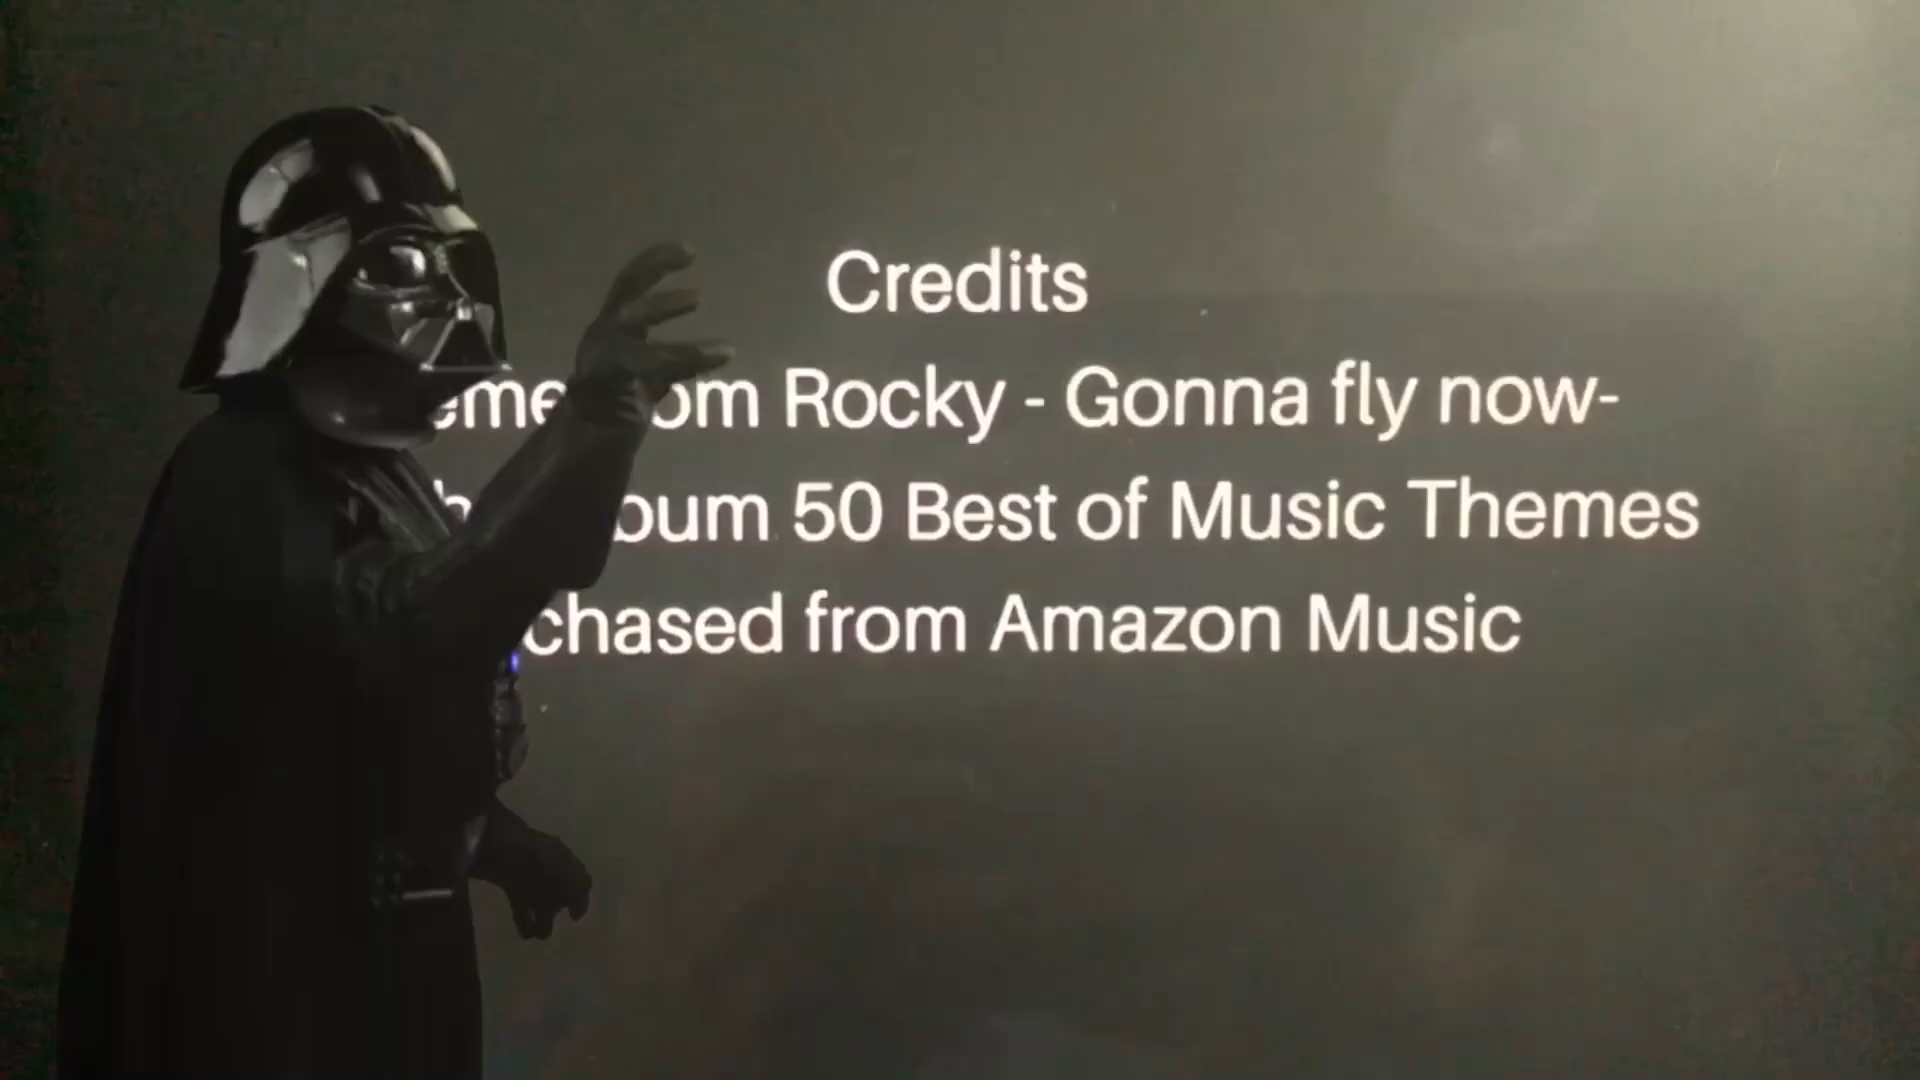 Credits
Rocky - Gonna fly now-
50 Best of Music Themes
from Amazon Music